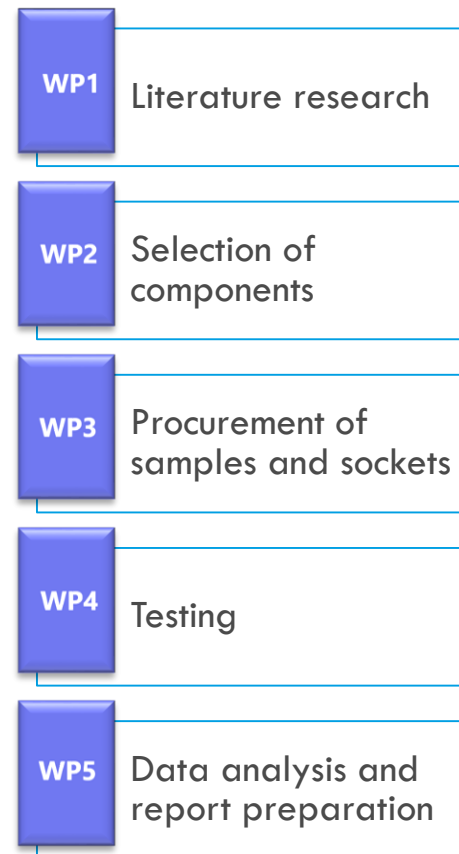 WP1
Literature research
WP2
Selection of
components
WP3
Procurement of
samples and sockets
WP4
Testing
WP5
Data analysis and
report preparation